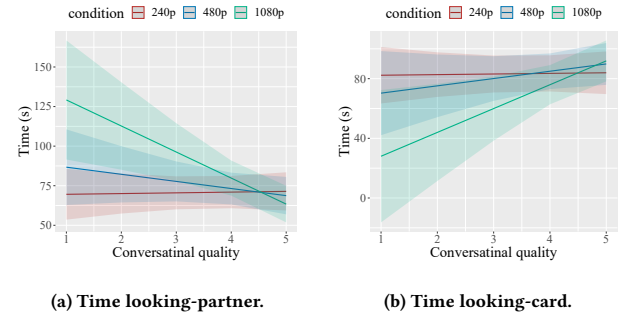 condition 240p 480p 1080p
150
125
100
75
50
Time (s)
1 2 3 4 5
Conversatinal quality
(a) Time looking-partner.
condition 240p 480p 1080p
80
40
0
Time (s)
1 2 3 4 5
Conversatinal quality
(b) Time looking-card.